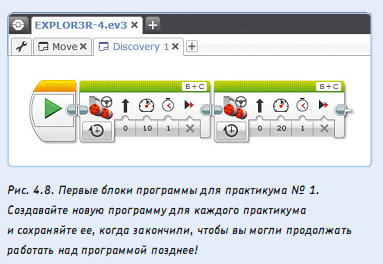 EXPLOR3R-4.ev3 × +
Move × Discovery 1 × +
B + C B + C
0 10 1 × 0 20 1 ×
Рис. 4.8. Первые блоки программы для практикума № 1.
Создавайте новую программу для каждого практикума
и сохраняйте ее, когда закончили, чтобы вы могли продолжать
работать над программой позднее!